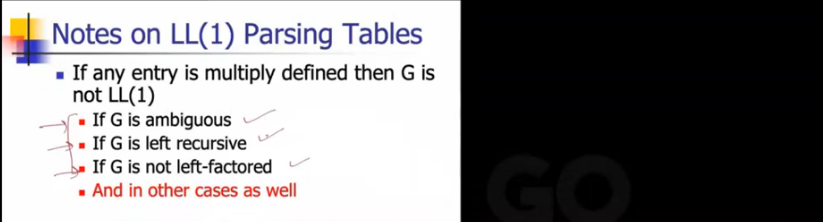 Notes on LL(1) Parsing Tables
If any entry is multiply defined then G is
not LL(1)
If G is ambiguous
If G is left recursive
If G is not left-factored
And in other cases as well
GO